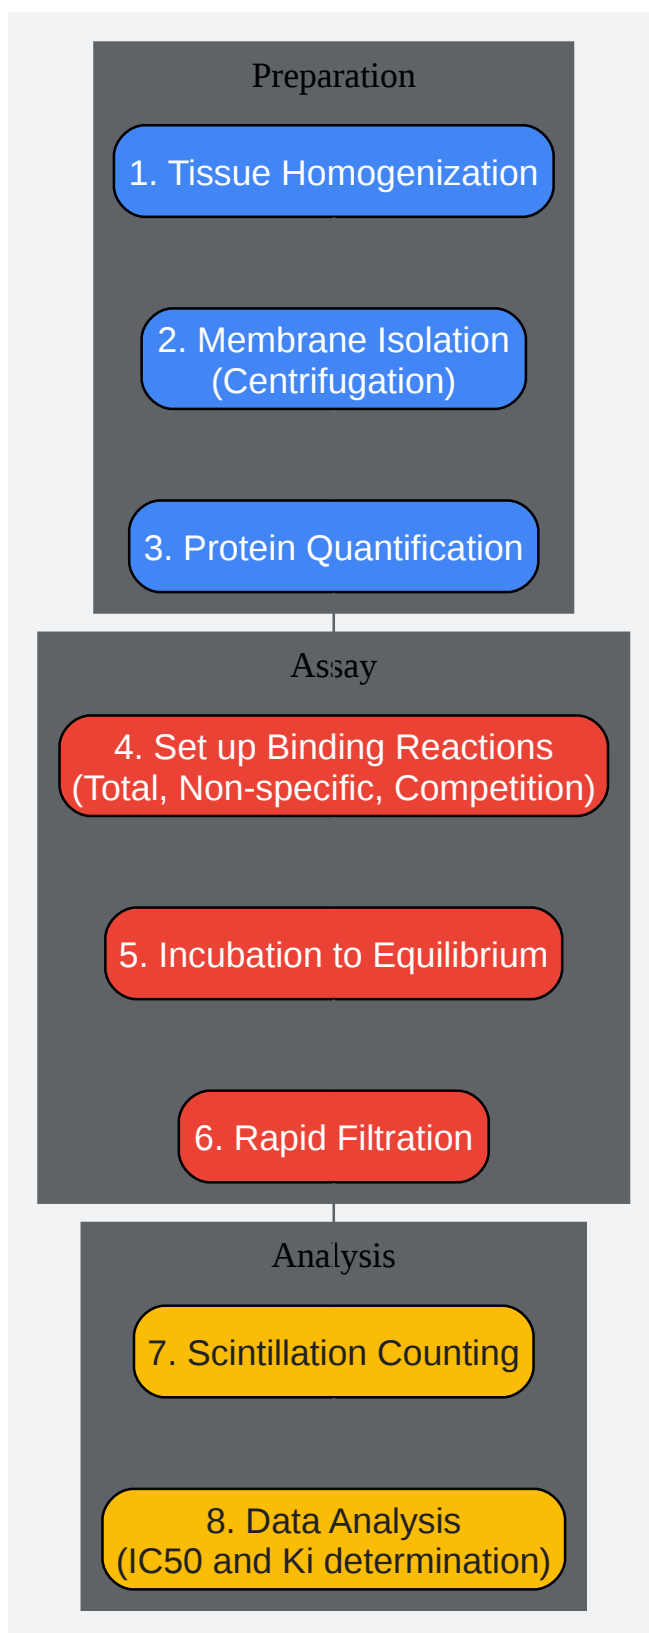 Preparation
1. Tissue Homogenization
2. Membrane Isolation
(Centrifugation)
3. Protein Quantification
Assay
4. Set up Binding Reactions
(Total, Non-specific, Competition)
5. Incubation to Equilibrium
6. Rapid Filtration
Analysis
7. Scintillation Counting
8. Data Analysis
(IC50 and Ki determination)